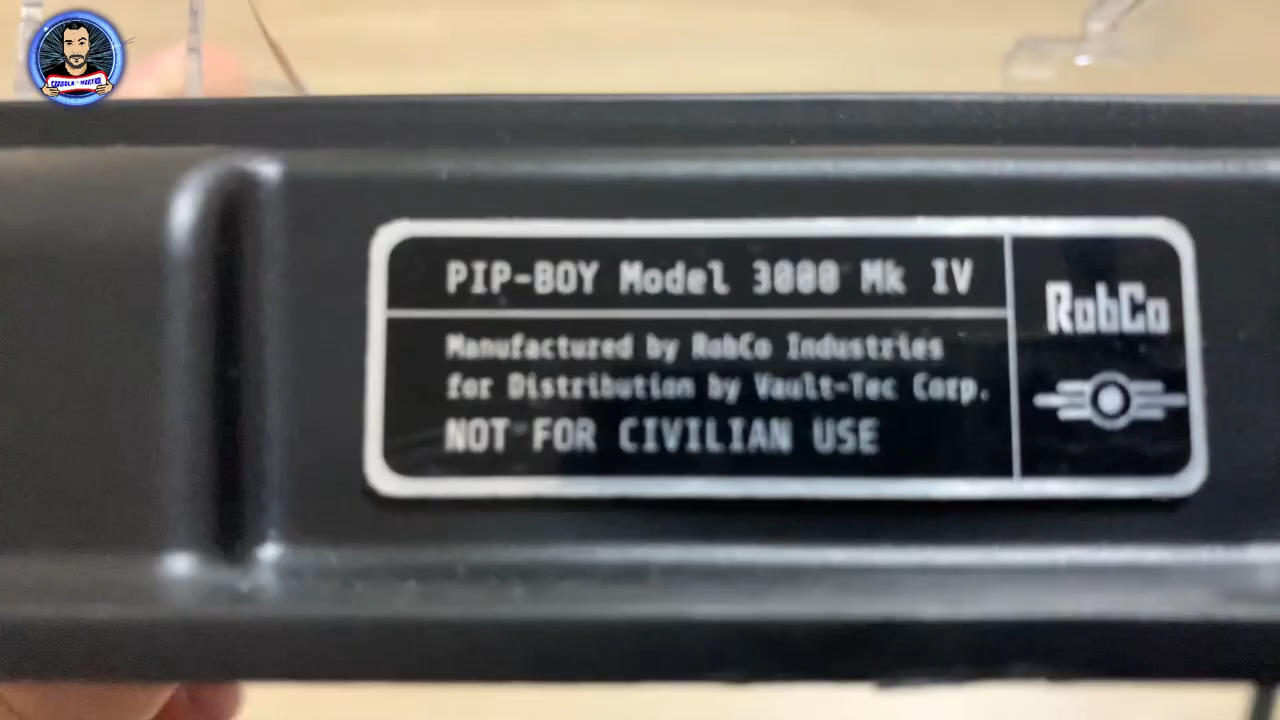 PIP-BOY Model 3000 Mk IV
Manufactured by RobCo Industries
for Distribution by Vault-Tec Corp.
NOT FOR CIVILIAN USE
RobCo